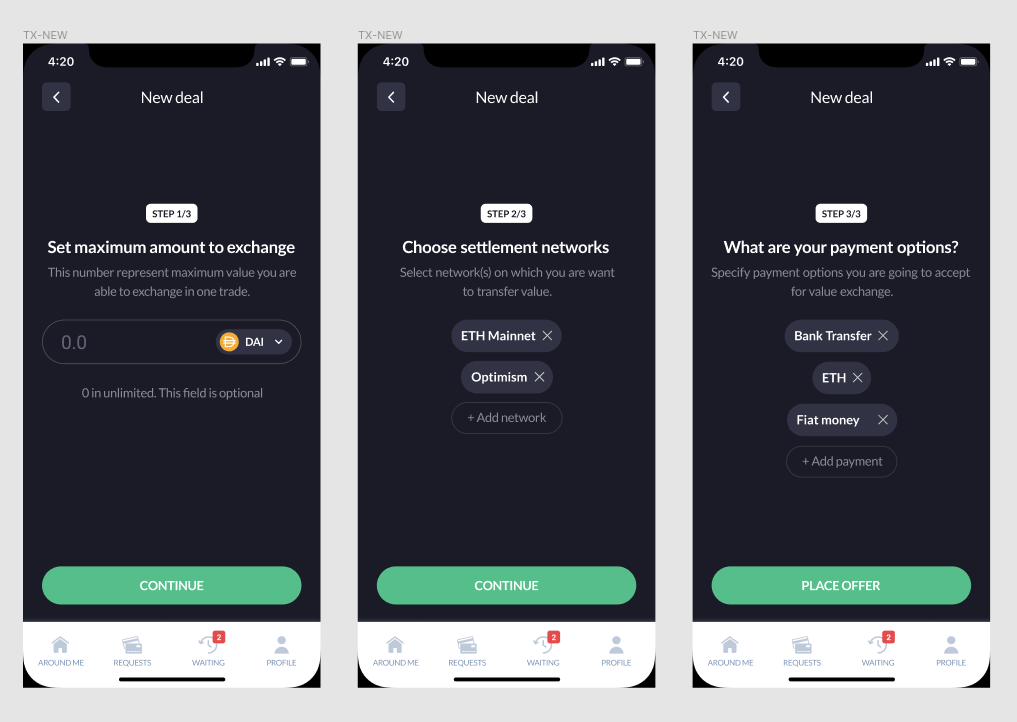 TX-NEW
4:20
New deal
STEP 1/3
Set maximum amount to exchange
This number represent maximum value you are
able to exchange in one trade.
0.0
DAI
0 in unlimited. This field is optional
CONTINUE
2
AROUND ME
REQUESTS
WAITING
PROFILE
TX-NEW
4:20
New deal
STEP 2/3
Choose settlement networks
Select network(s) on which you are want
to transfer value.
ETH Mainnet
Optimism
+ Add network
CONTINUE
2
AROUND ME
REQUESTS
WAITING
PROFILE
TX-NEW
4:20
New deal
STEP 3/3
What are your payment options?
Specify payment options you are going to accept
for value exchange.
Bank Transfer
ETH
Fiat money
+ Add payment
PLACE OFFER
2
AROUND ME
REQUESTS
WAITING
PROFILE